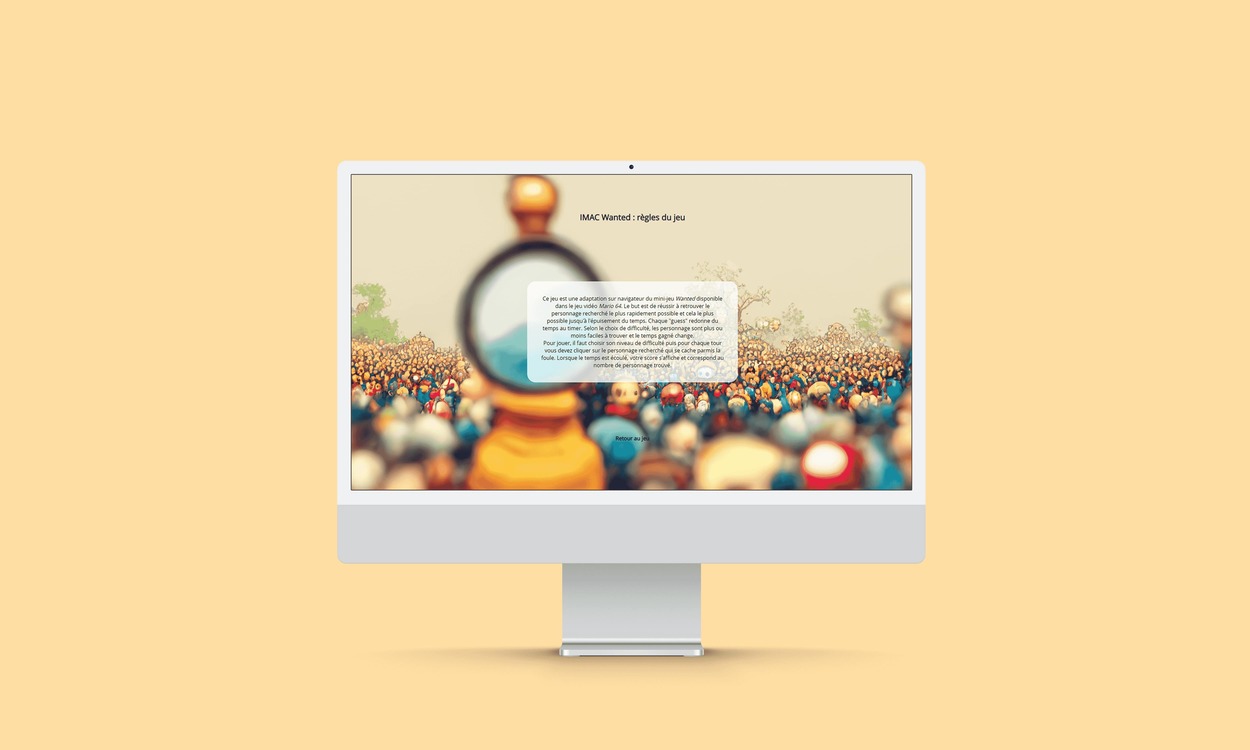 IMAC Wanted : règles du jeu
Ce jeu est une adaptation sur navigateur du mini-jeu Wanted disponible
dans le jeu vidéo Mario 64. Le but est de réussir à retrouver le
personnage recherché le plus rapidement possible et cela le plus
possible jusqu'à l'épuisement du temps. Chaque "guess" redonne du
temps au timer. Selon le choix de difficulté, les personnage sont plus ou
moins faciles à trouver et le temps gagné change.
Pour jouer, il faut choisir son niveau de difficulté puis pour chaque tour
vous devez cliquer sur le personnage recherché qui se cache parmis la
foule. Lorsque le temps est écoulé, votre score s'affiche et correspond au
nombre de personnage trouvé.
Retour au jeu